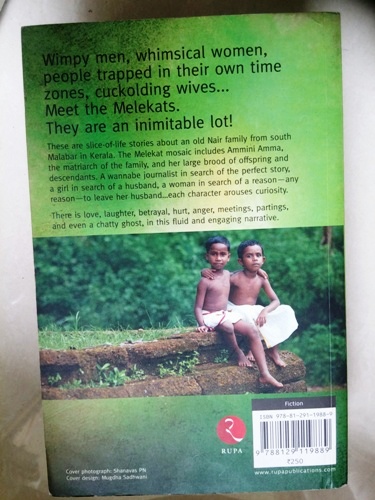 Wimpy men, whimsical women,
people trapped in their own time
zones, cuckolding wives...
Meet the Melekats.
They are an inimitable lot!
These are slice-of-life stories about an old Nair family from south
Malabar in Kerala. The Melekat mosaic includes Ammini Amma,
the matriarch of the family, and her large brood of offspring and
descendants. A wannabe journalist in search of the perfect story,
a girl in search of a husband, a woman in search of a reason—any
reason—to leave her husband...each character arouses curiosity.
There is love, laughter, betrayal, hurt, anger, meetings, partings,
and even a chatty ghost, in this fluid and engaging narrative.
Fiction
ISBN 978-81-291-1988-9
9 788129 119889
₹250
RUPA
www.rupapublications.com
Cover photograph: Shanavas PN
Cover design: Mugdha Sadhwani